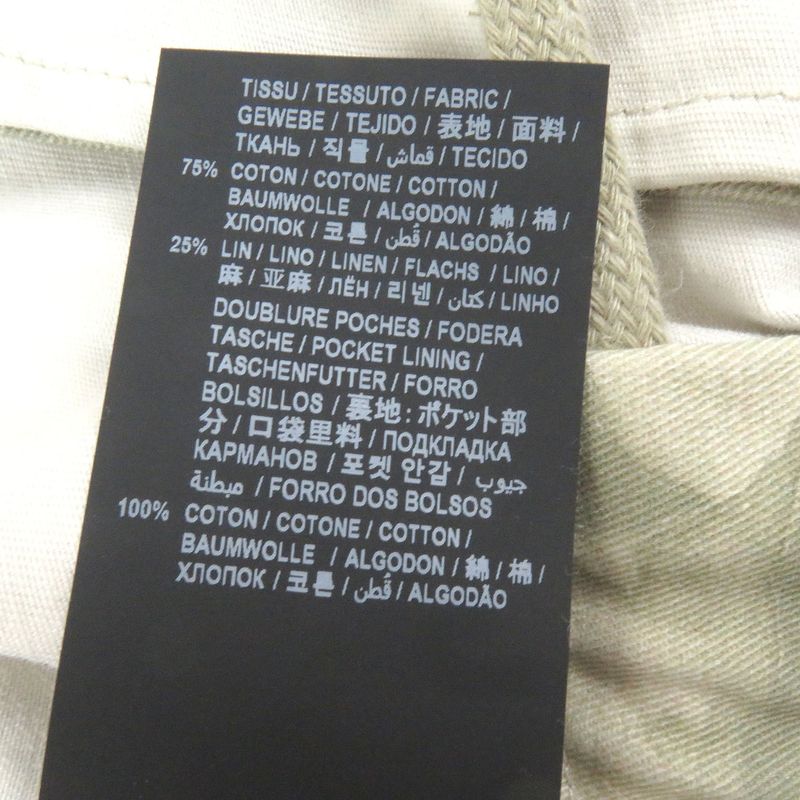 TISSU / TESSUTO / FABRIC /
GEWEBE / TEJIDO / 表地 / 面料 /
ТКАНЬ / 직물 / قماش / TECIDO
75% COTON / COTONE / COTTON /
BAUMWOLLE / ALGODON / 綿 / 棉 /
ХЛОПОК / 코튼 / قُطن / ALGODÃO
25% LIN / LINO / LINEN / FLACHS / LINO /
麻 / 亚麻 / ЛЁН / 리넨 / كتان / LINHO
DOUBLURE POCHES / FODERA
TASCHE / POCKET LINING /
TASCHENFUTTER / FORRO
BOLSILLOS / 裏地: ポケット部
分 / 口袋里料 / ПОДКЛАДКА
КАРМАНОВ / 포켓 안감 / جيوب
مبطنة / FORRO DOS BOLSOS
100% COTON / COTONE / COTTON /
BAUMWOLLE / ALGODON / 綿 / 棉 /
ХЛОПОК / 코튼 / قُطن / ALGODÃO